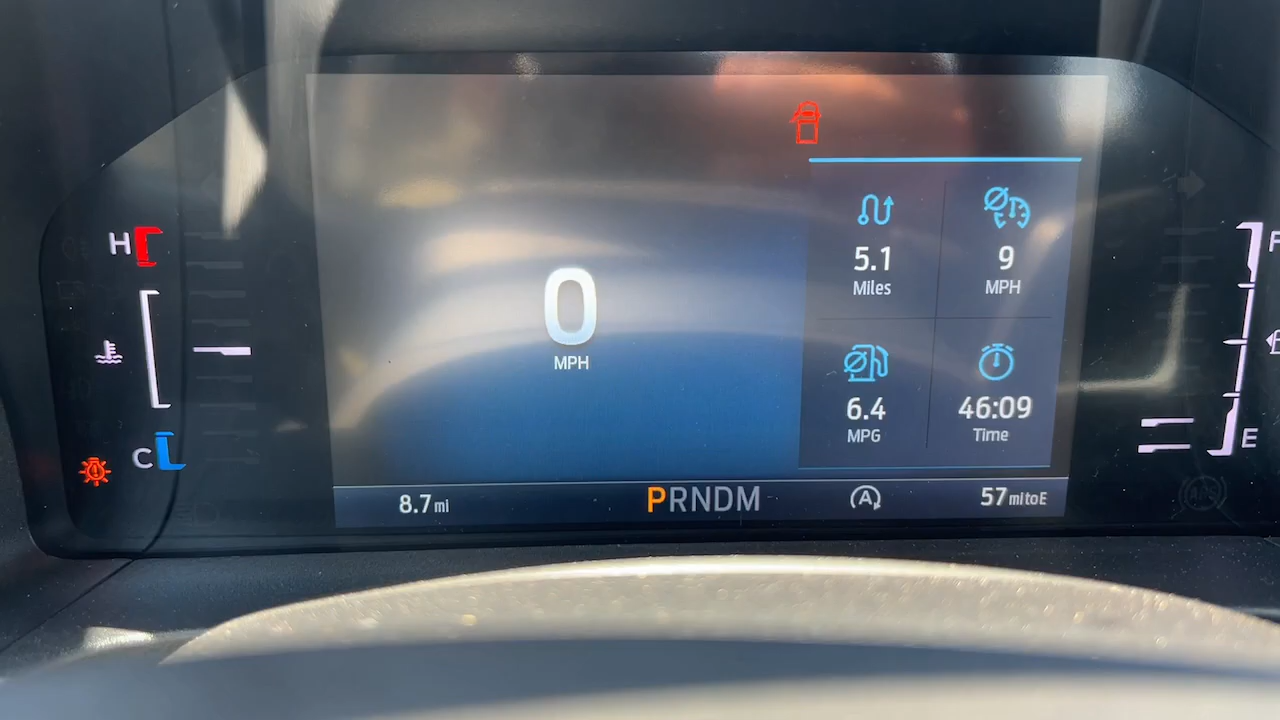 H
C
0
MPH
5.1
Miles
9
MPH
6.4
MPG
46:09
Time
F
E
8.7 mi
PRNDM
A
57 mi to E